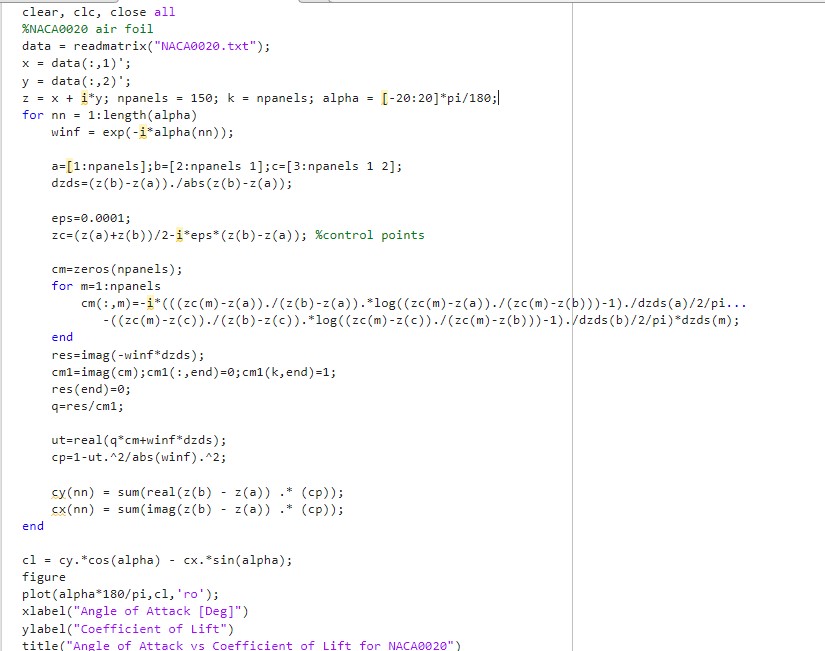 clear, clc, close all
%NACA0020 air foil
data = readmatrix("NACA0020.txt");
x = data(:,1)';
y = data(:,2)';
z = x + i*y; npanels = 150; k = npanels; alpha = [-20:20]*pi/180;
for nn = 1:length(alpha)
winf = exp(-i*alpha(nn));
a=[1:npanels];b=[2:npanels 1];c=[3:npanels 1 2];
dzds=(z(b)-z(a))./abs(z(b)-z(a));
eps=0.0001;
zc=(z(a)+z(b))/2-i*eps*(z(b)-z(a)); %control points
cm=zeros(npanels);
for m=1:npanels
cm(:,m)=-i*(((zc(m)-z(a))./(z(b)-z(a)).*log((zc(m)-z(a))./(zc(m)-z(b)))-1)./dzds(a)/2/pi...
-((zc(m)-z(c))./(z(b)-z(c)).*log((zc(m)-z(c))./(zc(m)-z(b)))-1)./dzds(b)/2/pi)*dzds(m);
end
res=imag(-winf*dzds);
cm1=imag(cm);cm1(:,end)=0;cm1(k,end)=1;
res(end)=0;
q=res/cm1;
ut=real(q*cm+winf*dzds);
cp=1-ut.^2/abs(winf).^2;
cy(nn) = sum(real(z(b) - z(a)) .* (cp));
cx(nn) = sum(imag(z(b) - z(a)) .* (cp));
end
cl = cy.*cos(alpha) - cx.*sin(alpha);
figure
plot(alpha*180/pi,cl,'ro');
xlabel("Angle of Attack [Deg]")
ylabel("Coefficient of Lift")
title("Angle of Attack vs Coefficient of Lift for NACA0020")